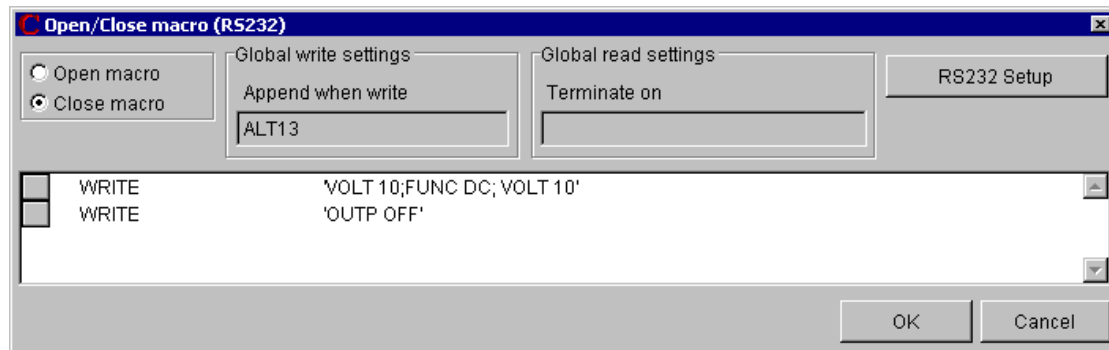 Open/Close macro (RS232)
Open macro
Close macro
Global write settings
Append when write
ALT13
Global read settings
Terminate on
RS232 Setup
WRITE 'VOLT 10;FUNC DC; VOLT 10'
WRITE 'OUTP OFF'
OK
Cancel